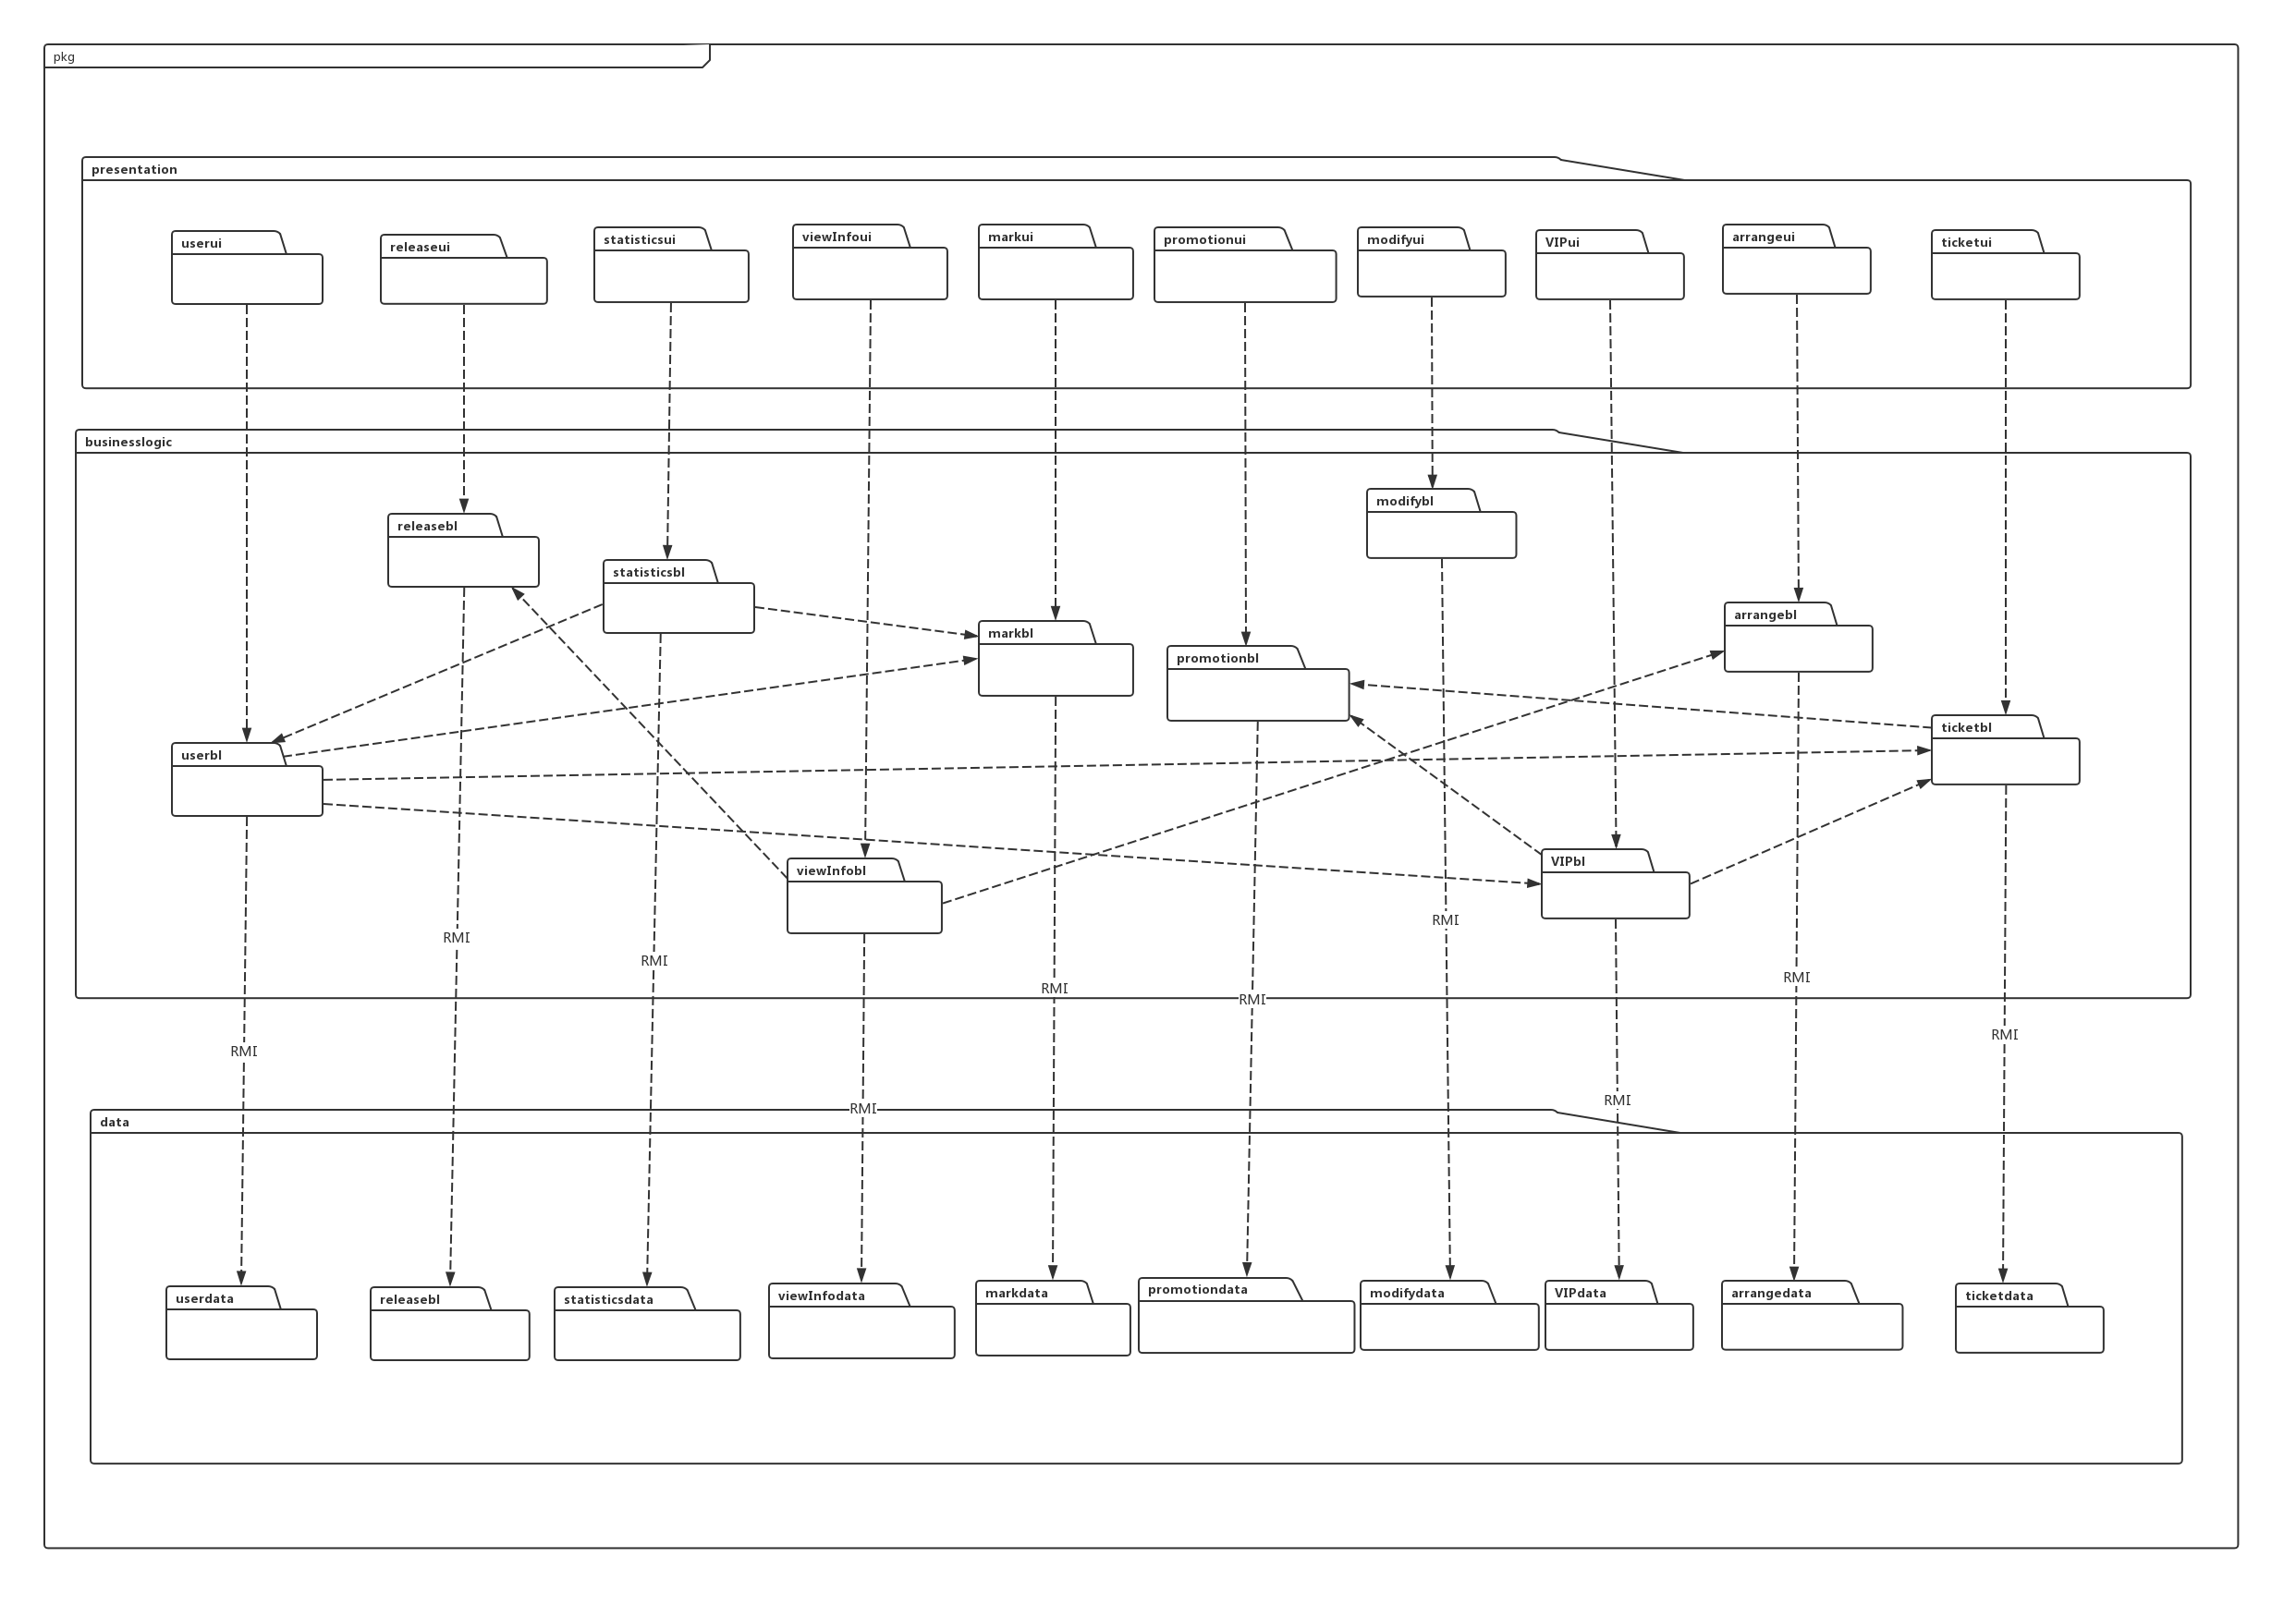 pkg
presentation
userui
releaseui
statisticsui
viewInfoui
markui
promotionui
modifyui
VIPui
arrangeui
ticketui
businesslogic
modifybl
releasebl
statisticsbl
arrangebl
markbl
promotionbl
ticketbl
userbl
VIPbl
viewInfobl
RMI
RMI
RMI
RMI
RMI
RMI
RMI
RMI
RMI
RMI
data
userdata
releasebl
statisticsdata
viewInfodata
markdata
promotiondata
modifydata
VIPdata
arrangedata
ticketdata